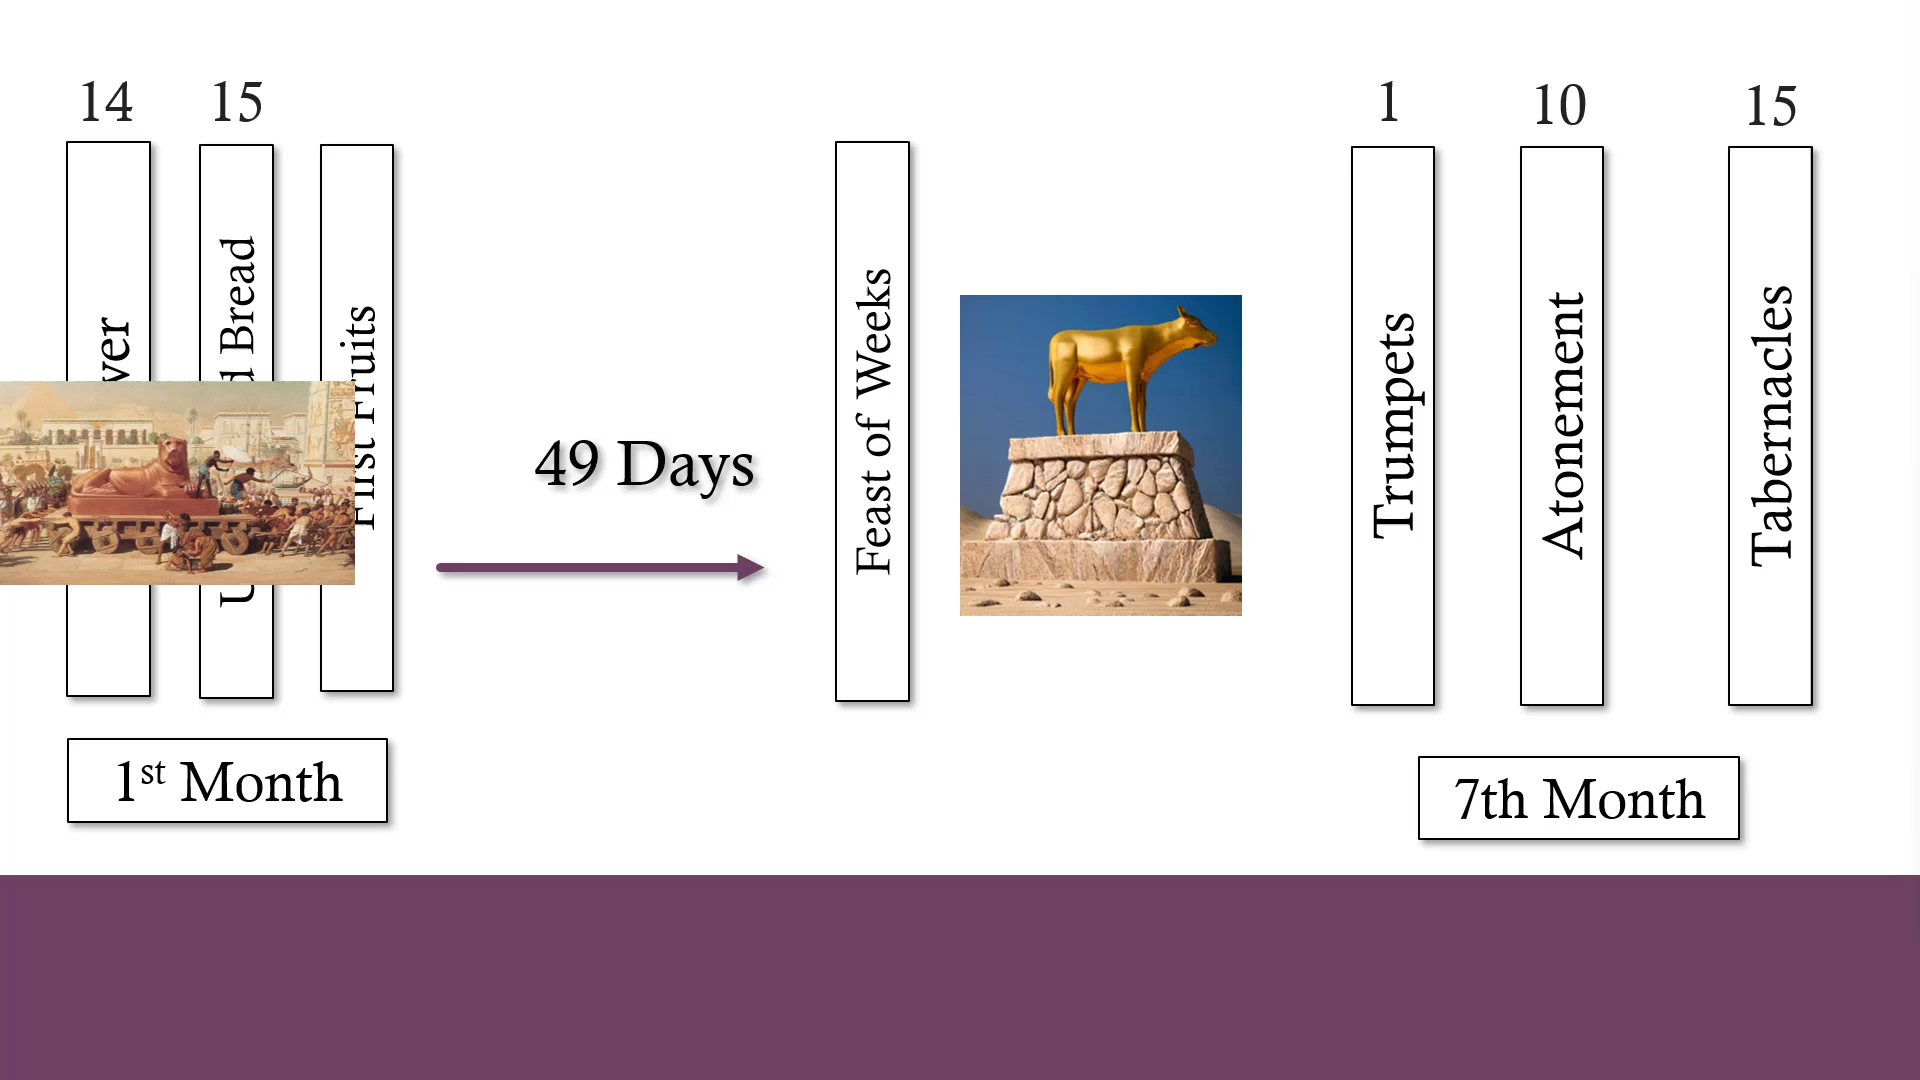 14
15
1
10
15
ver
d Bread
First Fruits
49 Days
Feast of Weeks
Trumpets
Atonement
Tabernacles
1st Month
7th Month